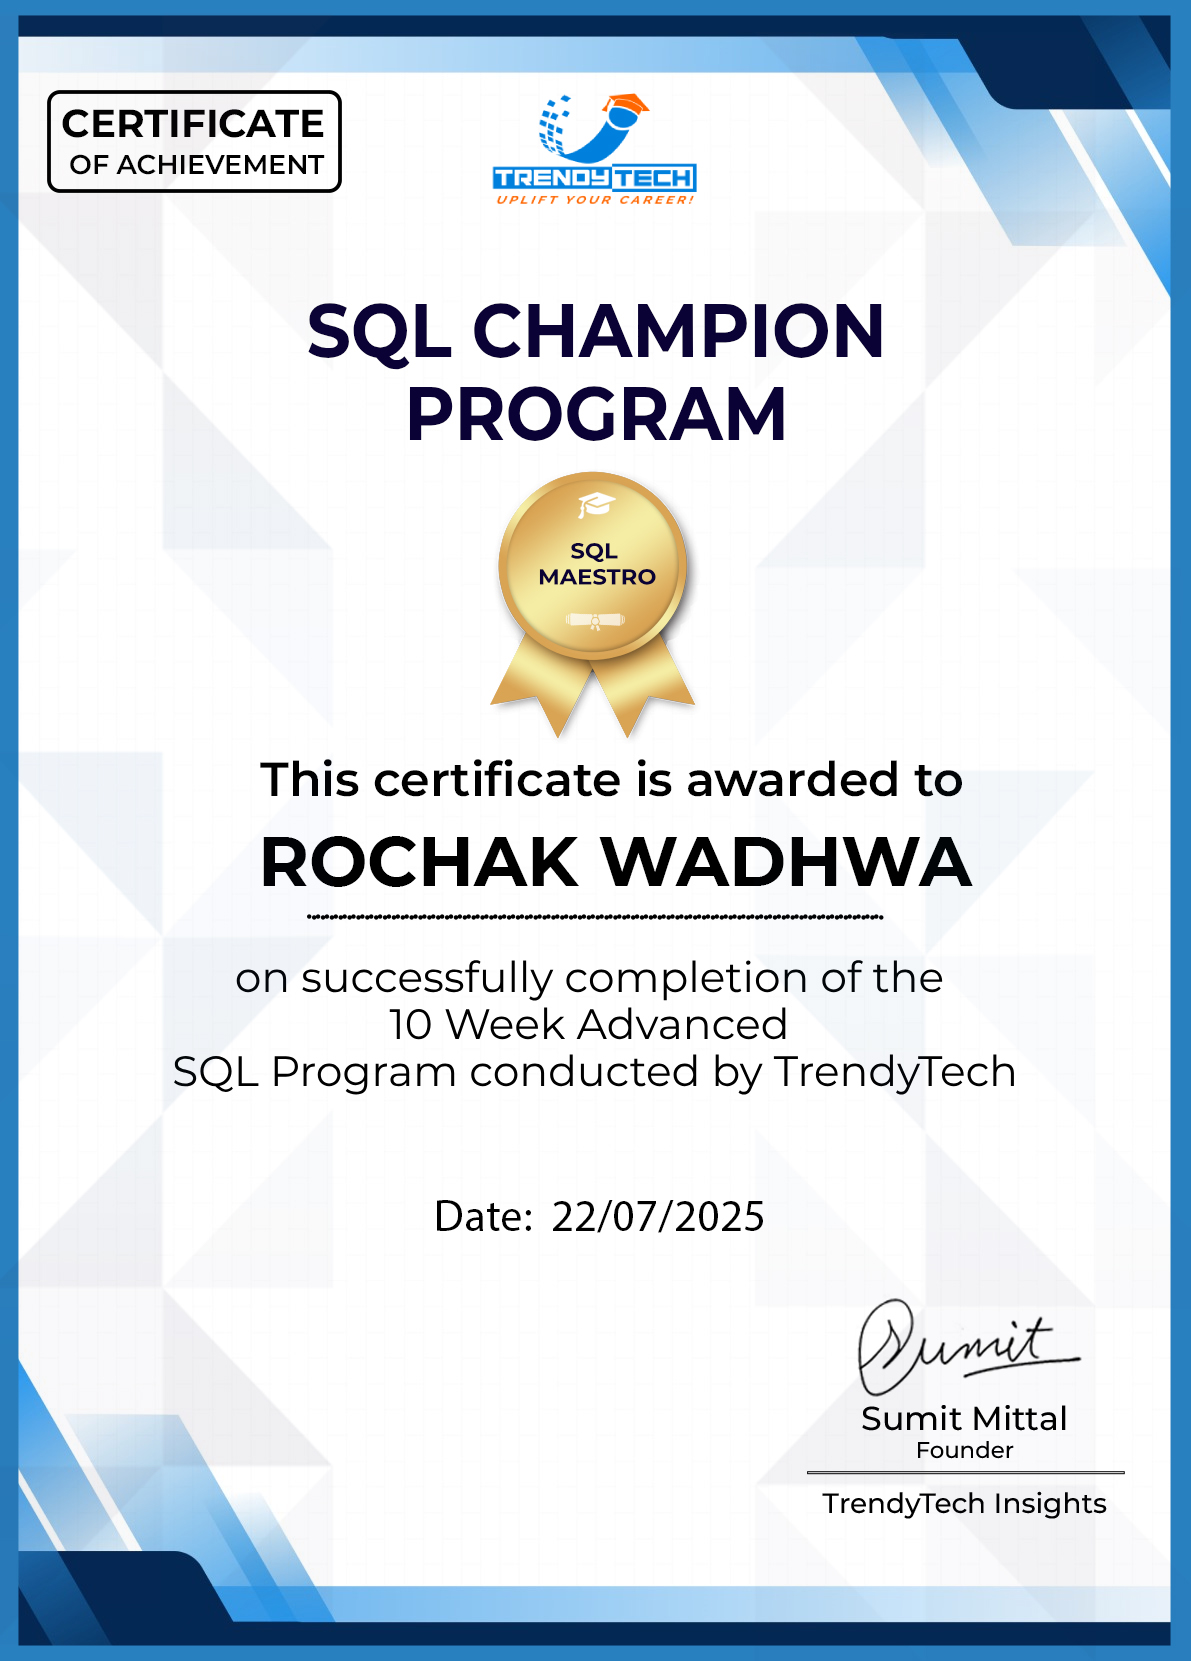 CERTIFICATE
OF ACHIEVEMENT
TRENDYTECH
UPLIFT YOUR CAREER!
SQL CHAMPION
PROGRAM
SQL
MAESTRO
This certificate is awarded to
ROCHAK WADHWA
on successfully completion of the
10 Week Advanced
SQL Program conducted by TrendyTech
Date: 22/07/2025
Sumit
Sumit Mittal
Founder
TrendyTech Insights